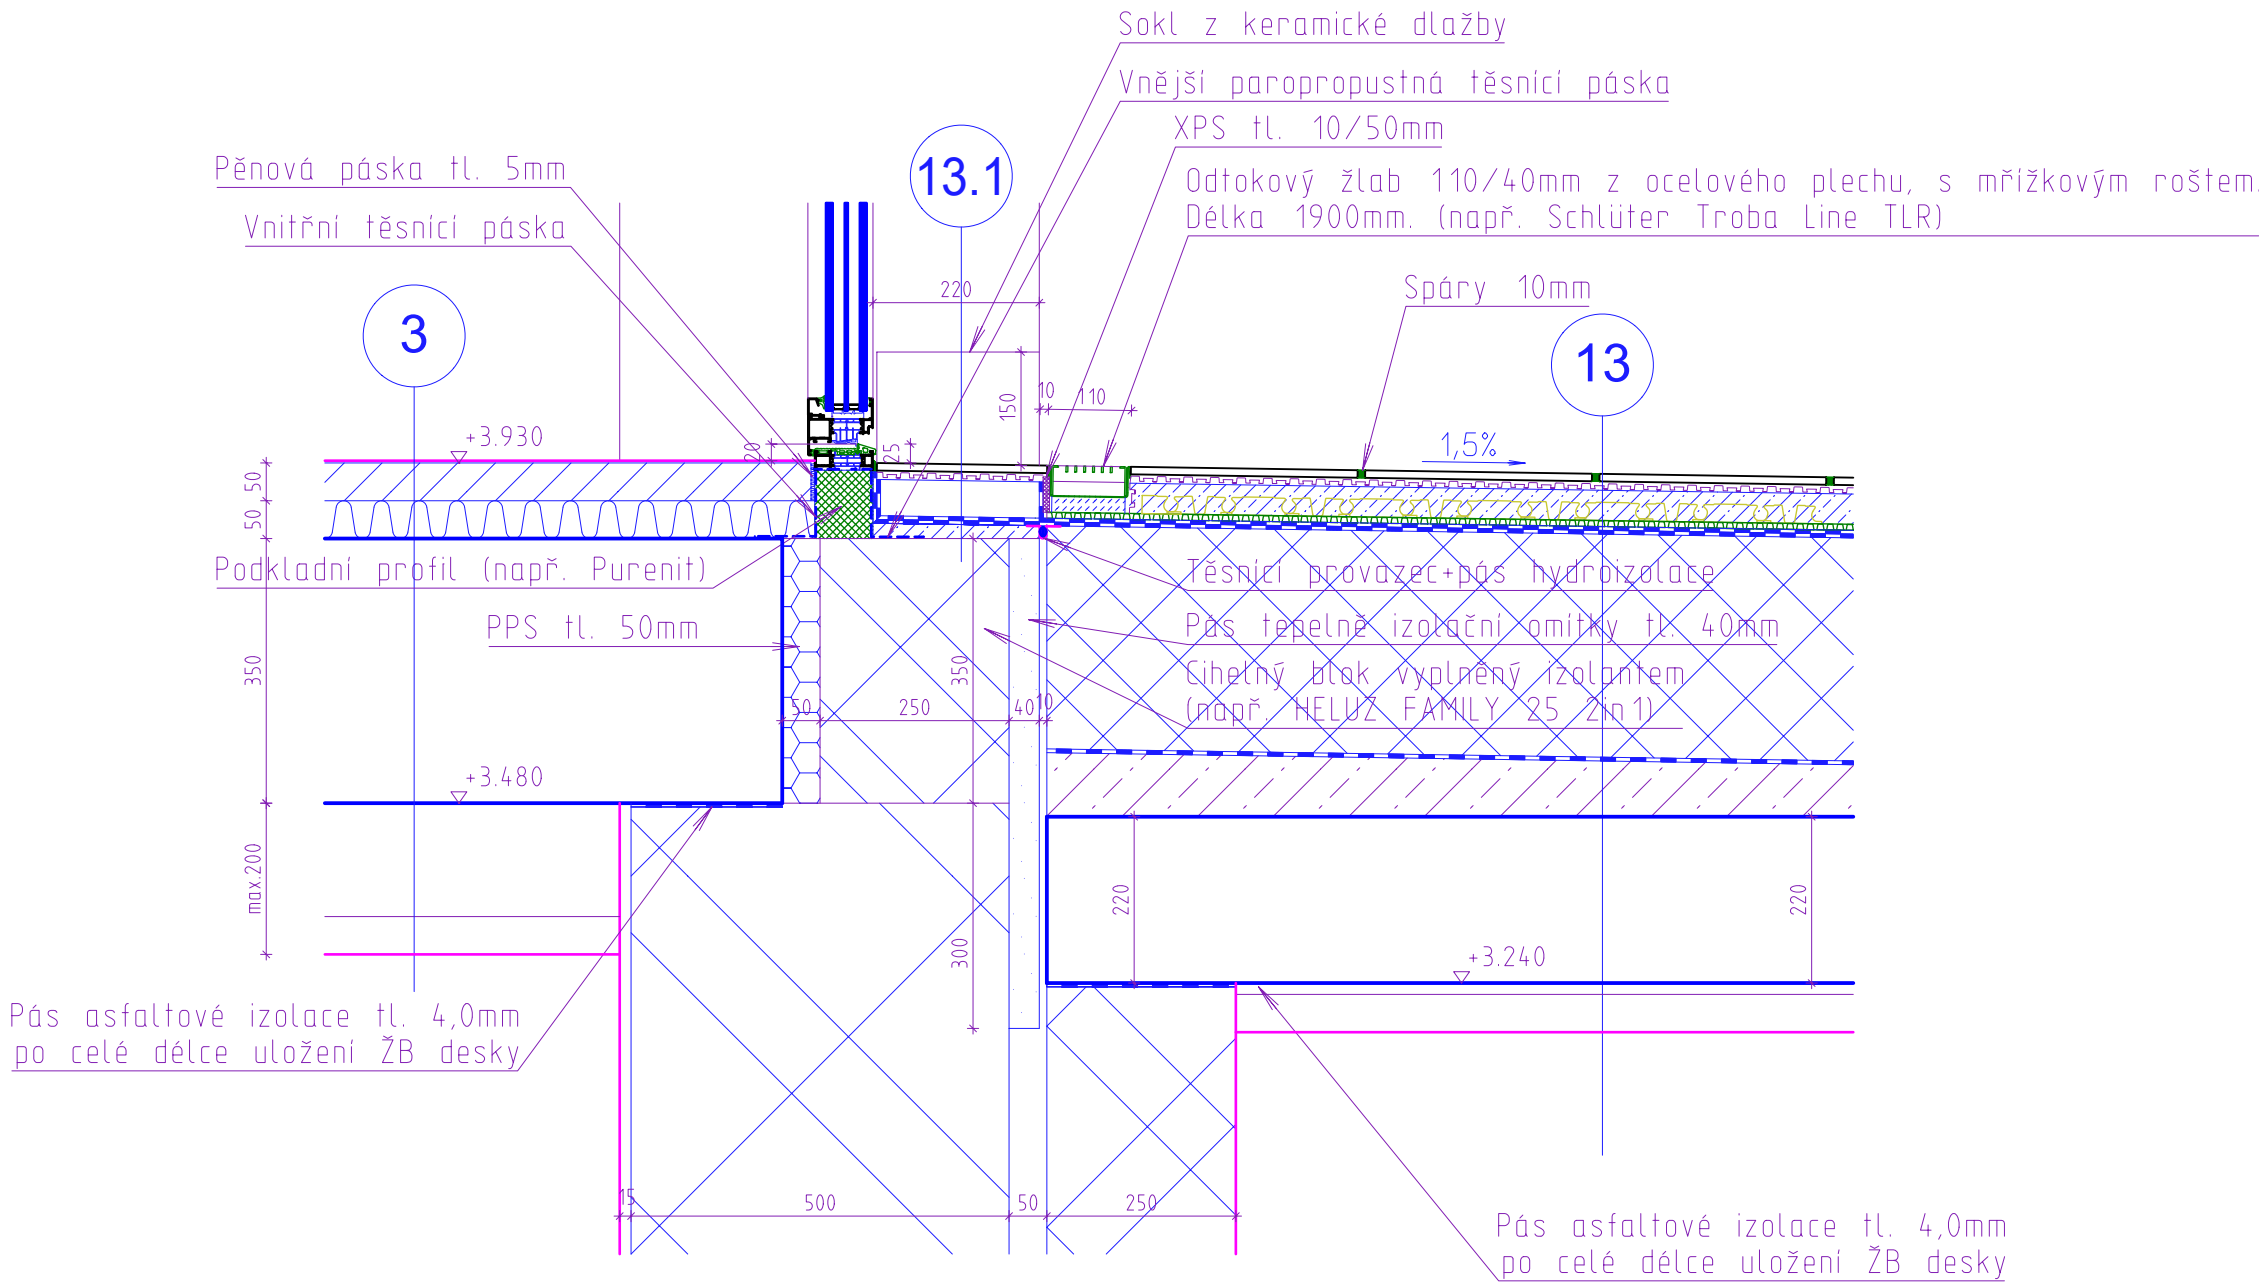 Sokl z keramické dlažby
Vnější paropropustná těsnící páska
XPS tl. 10/50mm
Pěnová páska tl. 5mm
13.1
Odtokový žlab 110/40mm z ocelového plechu, s mřížkovým roštem.
Délka 1900mm. (např. Schlüter Troba Line TLR)
Vnitřní těsnící páska
220
Spáry 10mm
3
13
150
10
110
+3.930
20
25
1,5%
50
50
Podkladní profil (např. Purenit)
Těsnící provazec+pás hydroizolace
PPS tl. 50mm
Pás tepelně izolační omítky tl. 40mm
350
350
Cihelný blok vyplněný izolantem
(např. HELUZ FAMILY 25 2in1)
50
250
40
10
+3.480
max.200
220
220
300
+3.240
Pás asfaltové izolace tl. 4,0mm
po celé délce uložení ŽB desky
15
500
50
250
Pás asfaltové izolace tl. 4,0mm
po celé délce uložení ŽB desky